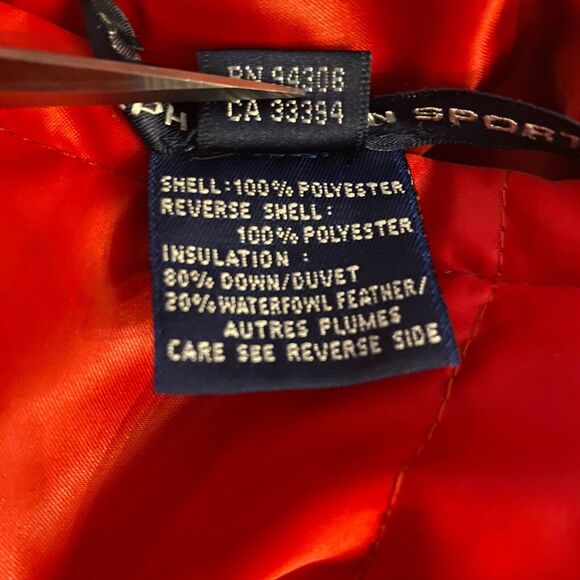 RN 94306
CA 33394
SPORT
SHELL:100% POLYESTER
REVERSE SHELL:
100% POLYESTER
INSULATION :
80% DOWN/DUVET
20% WATERFOWL FEATHER/
AUTRES PLUMES
CARE SEE REVERSE SIDE